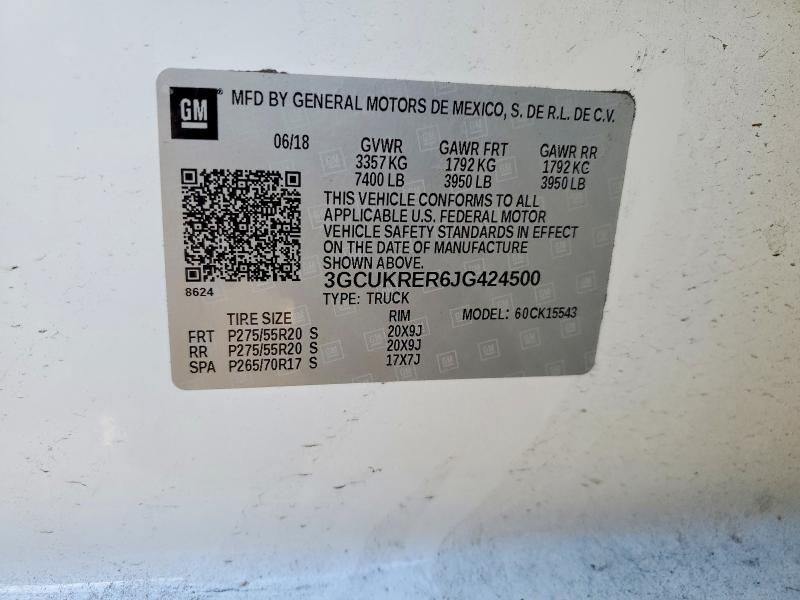 GM
MFD BY GENERAL MOTORS DE MEXICO, S. DE R.L. DE C.V.
06/18 GVWR GAWR FRT GAWR RR
3357 KG 1792 KG 1792 KG
7400 LB 3950 LB 3950 LB
THIS VEHICLE CONFORMS TO ALL
APPLICABLE U.S. FEDERAL MOTOR
VEHICLE SAFETY STANDARDS IN EFFECT
ON THE DATE OF MANUFACTURE
SHOWN ABOVE.
8624
3GCUKRER6JG424500
TYPE: TRUCK
TIRE SIZE RIM MODEL: 60CK15543
FRT P275/55R20 S 20X9J
RR P275/55R20 S 20X9J
SPA P265/70R17 S 17X7J